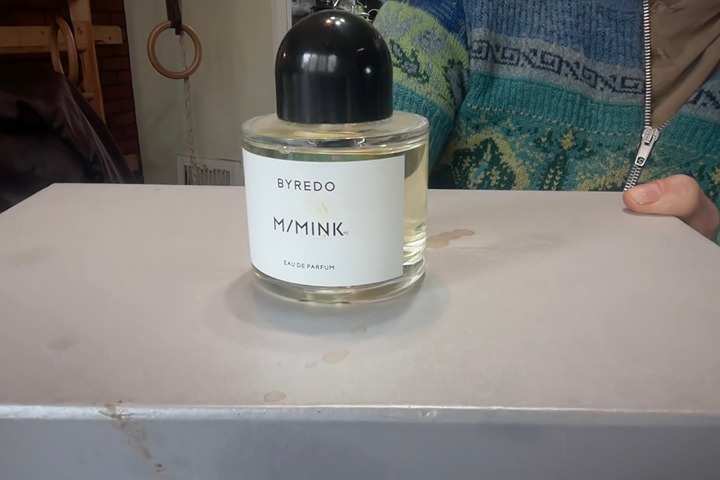 BYREDO
M/MINK
EAU DE PARFUM